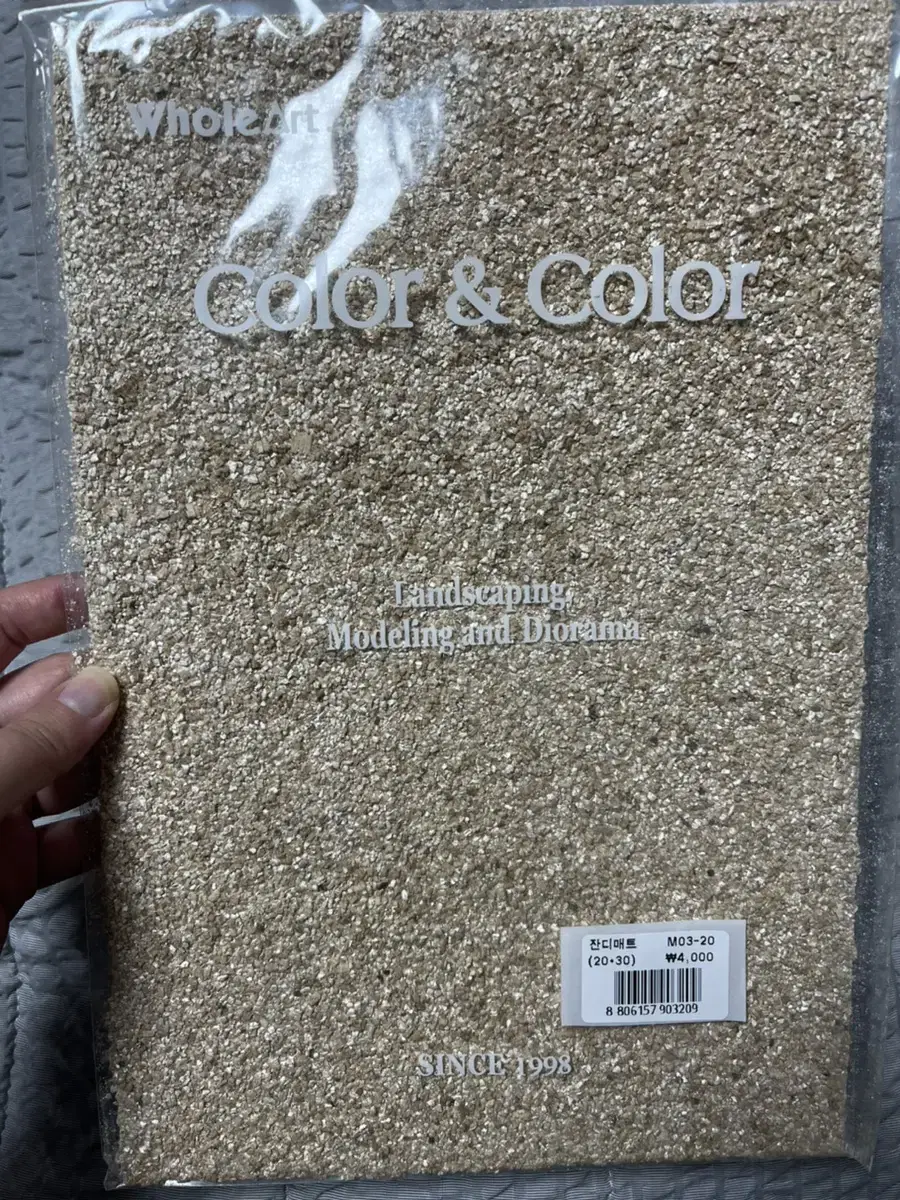 WholeArt
Color & Color
Landscaping,
Modeling and Diorama
잔디매트 M03-20
(20*30) ₩4,000
8 806157 903209
SINCE 1998